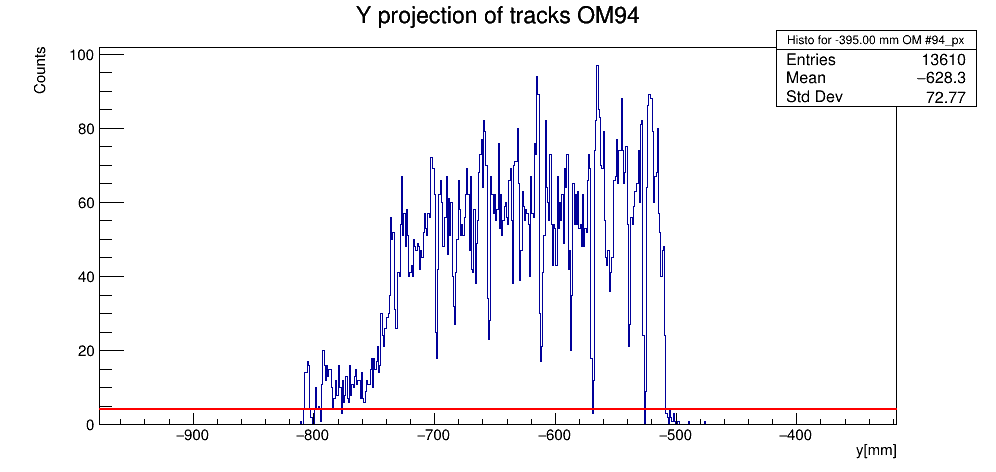 Y projection of tracks OM94
Histo for -395.00 mm OM #94_px
Entries 13610
Mean −628.3
Std Dev 72.77
Counts
100
80
60
40
20
0
−900 −800 −700 −600 −500 −400
y[mm]